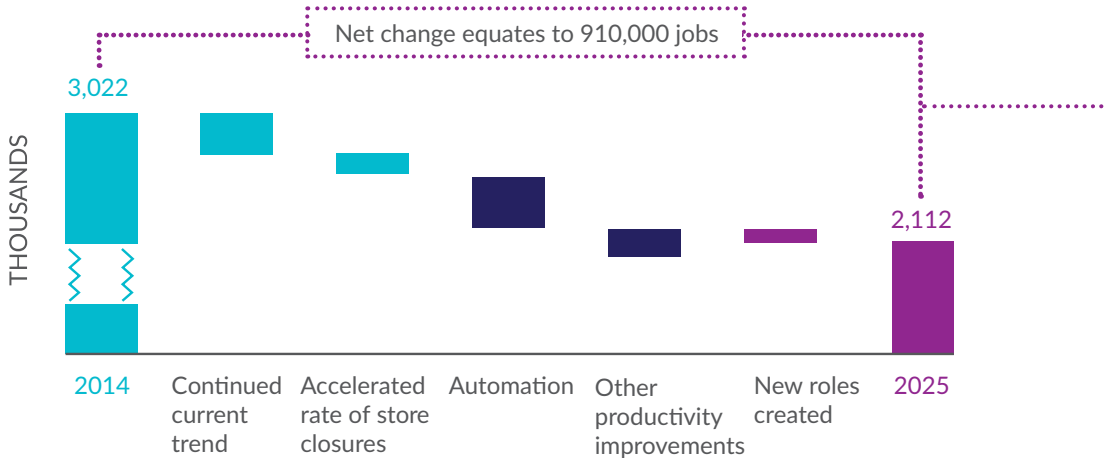 Net change equates to 910,000 jobs
3,022
THOUSANDS
2,112
2014
Continued
current
trend
Accelerated
rate of store
closures
Automation
Other
productivity
improvements
New roles
created
2025